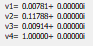 v1= 0.00781+ 0.00000i
v2= 0.11788+ 0.00000i
v3= 0.00914+ 0.00000i
v4= 1.00000+ 0.00000i